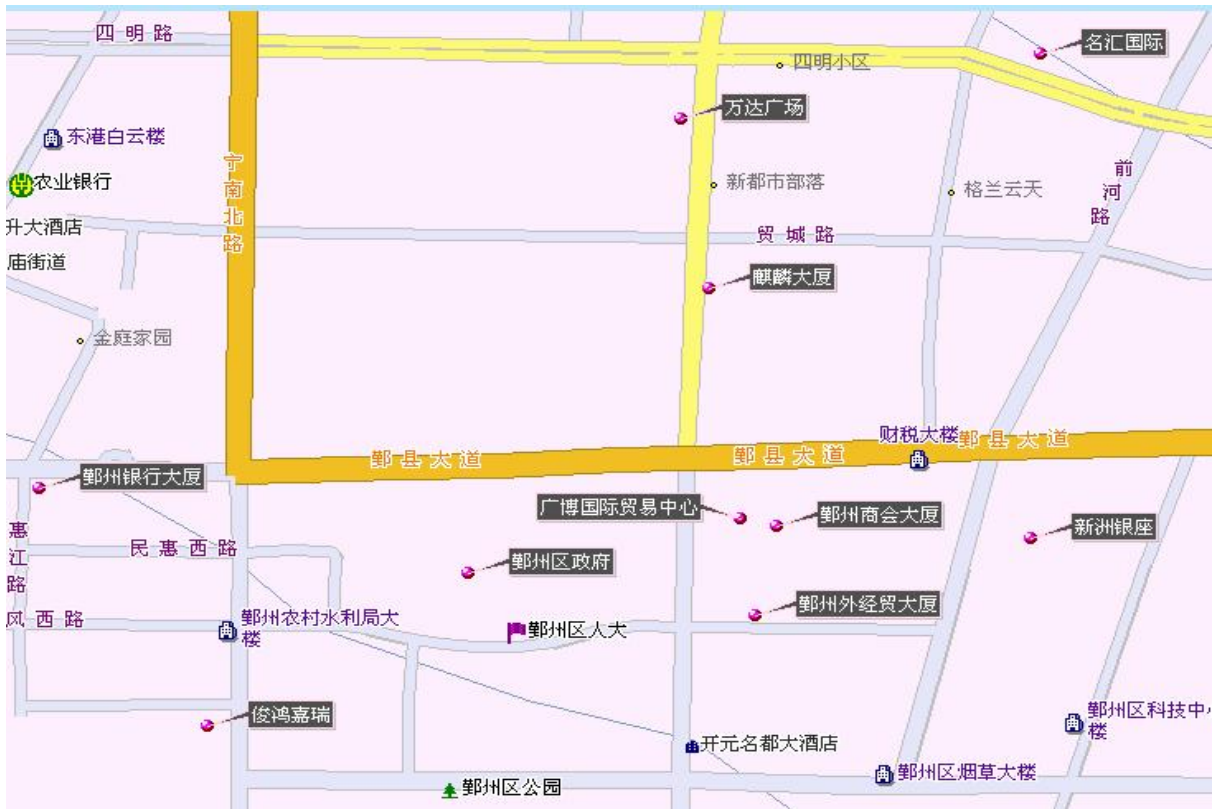 四明路
名汇国际
四明小区
万达广场
东港白云楼
宁南北路
前河路
农业银行
新都市部落
格兰云天
升大酒店
贸城路
庙街道
麒麟大厦
金庭家园
财税大楼
鄞县大道
鄞县大道
鄞县大道
鄞州银行大厦
广博国际贸易中心
鄞州商会大厦
新洲银座
惠江路
民惠西路
鄞州区政府
鄞州外经贸大厦
风西路
鄞州农村水利局大
楼
鄞州区人大
俊鸿嘉瑞
鄞州区科技中心
楼
开元名都大酒店
鄞州区烟草大楼
鄞州区公园